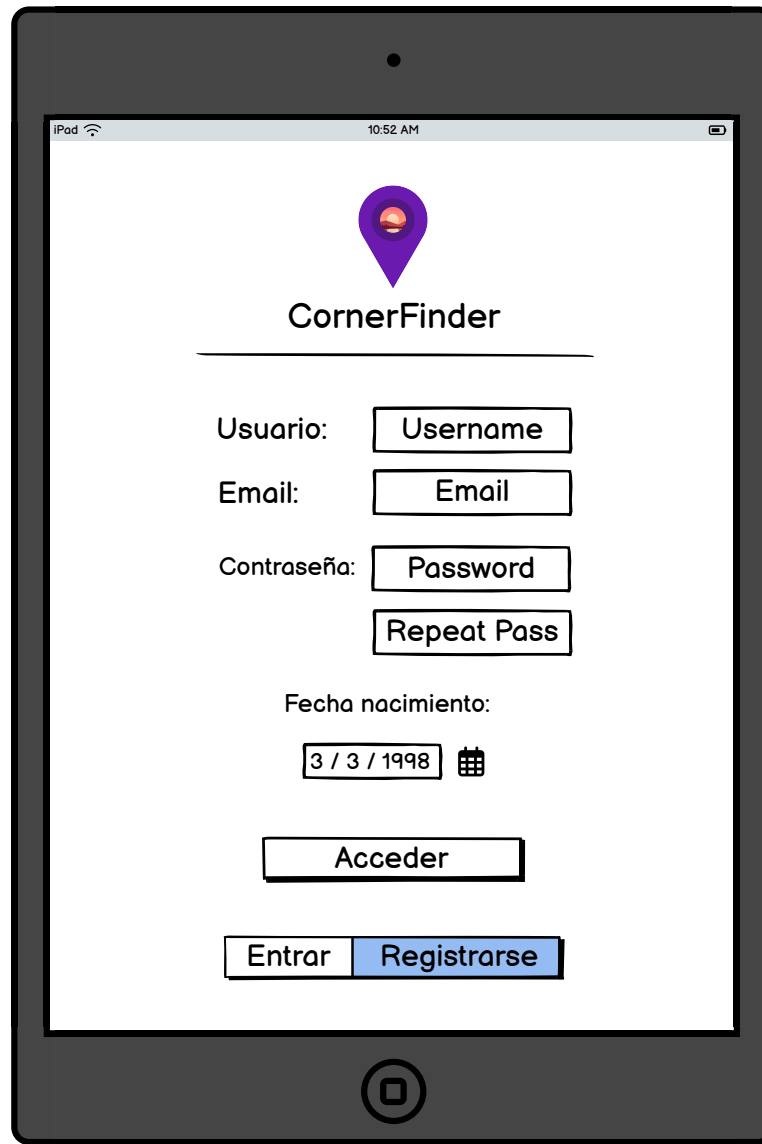 iPad 10:52 AM
CornerFinder
Usuario: Username
Email: Email
Contraseña: Password
Repeat Pass
Fecha nacimiento:
3 / 3 / 1998
Acceder
Entrar Registrarse